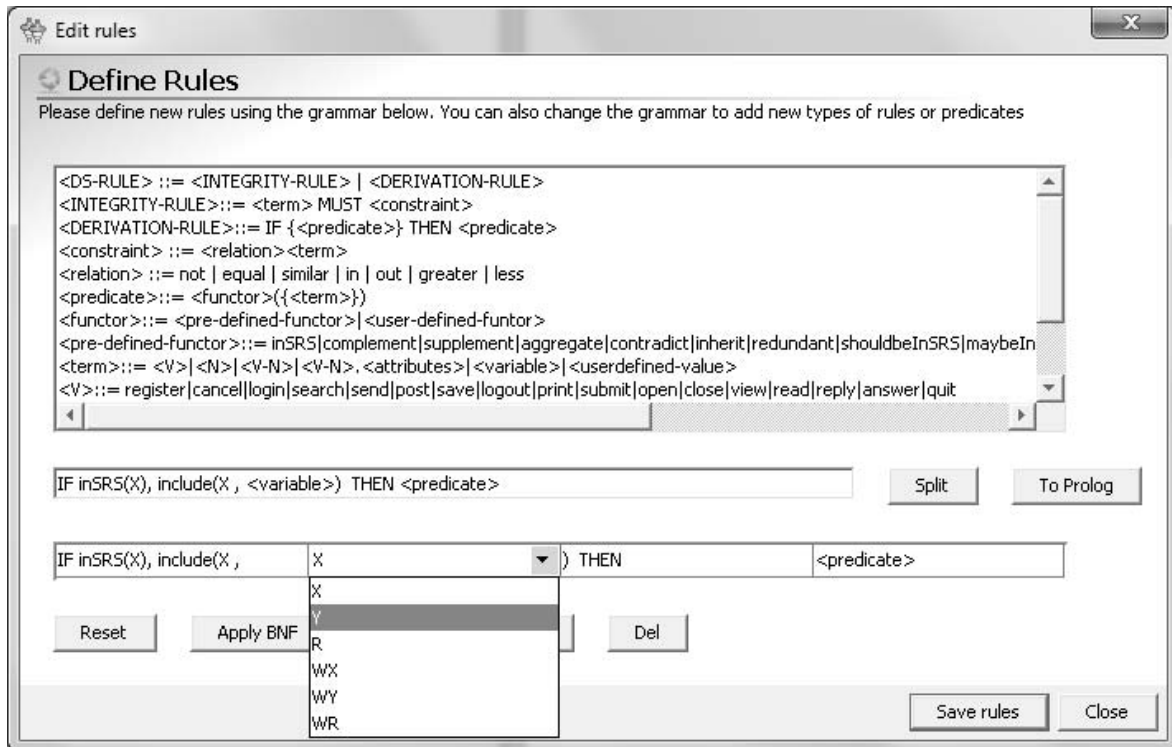 Edit rules
X
Define Rules
Please define new rules using the grammar below. You can also change the grammar to add new types of rules or predicates
<DS-RULE> ::= <INTEGRITY-RULE> | <DERIVATION-RULE>
<INTEGRITY-RULE>::= <term> MUST <constraint>
<DERIVATION-RULE>::= IF {<predicate>} THEN <predicate>
<constraint> ::= <relation><term>
<relation> ::= not | equal | similar | in | out | greater | less
<predicate>::= <functor>({<term>})
<functor>::= <pre-defined-functor>|<user-defined-funtor>
<pre-defined-functor>::= inSRS|complement|supplement|aggregate|contradict|inherit|redundant|shouldbeInSRS|maybeIn
<term>::= <V>|<N>|<V-N>|<V-N>.<attributes>|<variable>|<userdefined-value>
<V>::= register|cancel|login|search|send|post|save|logout|print|submit|open|close|view|read|reply|answer|quit
IF inSRS(X), include(X , <variable>) THEN <predicate>
Split
To Prolog
IF inSRS(X), include(X ,
X
) THEN
<predicate>
X
Y
R
WX
WY
WR
Reset
Apply BNF
Del
Save rules
Close